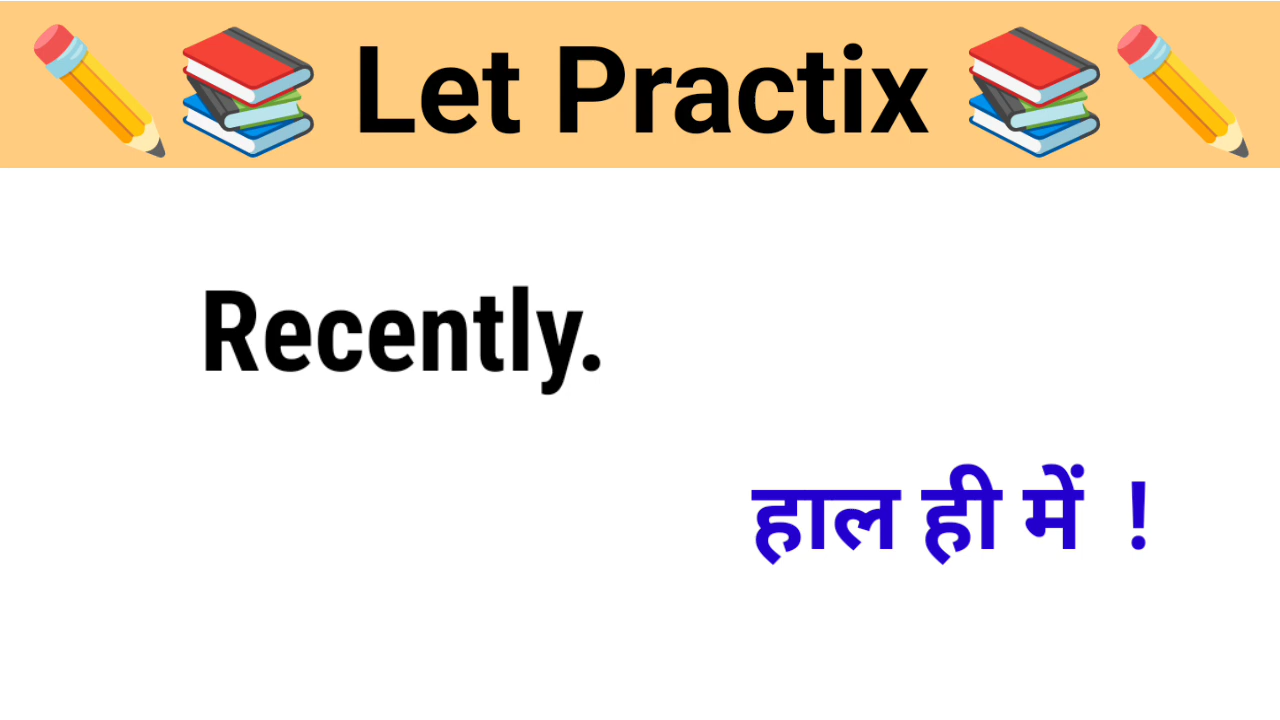 Let Practix
Recently.
हाल ही में !